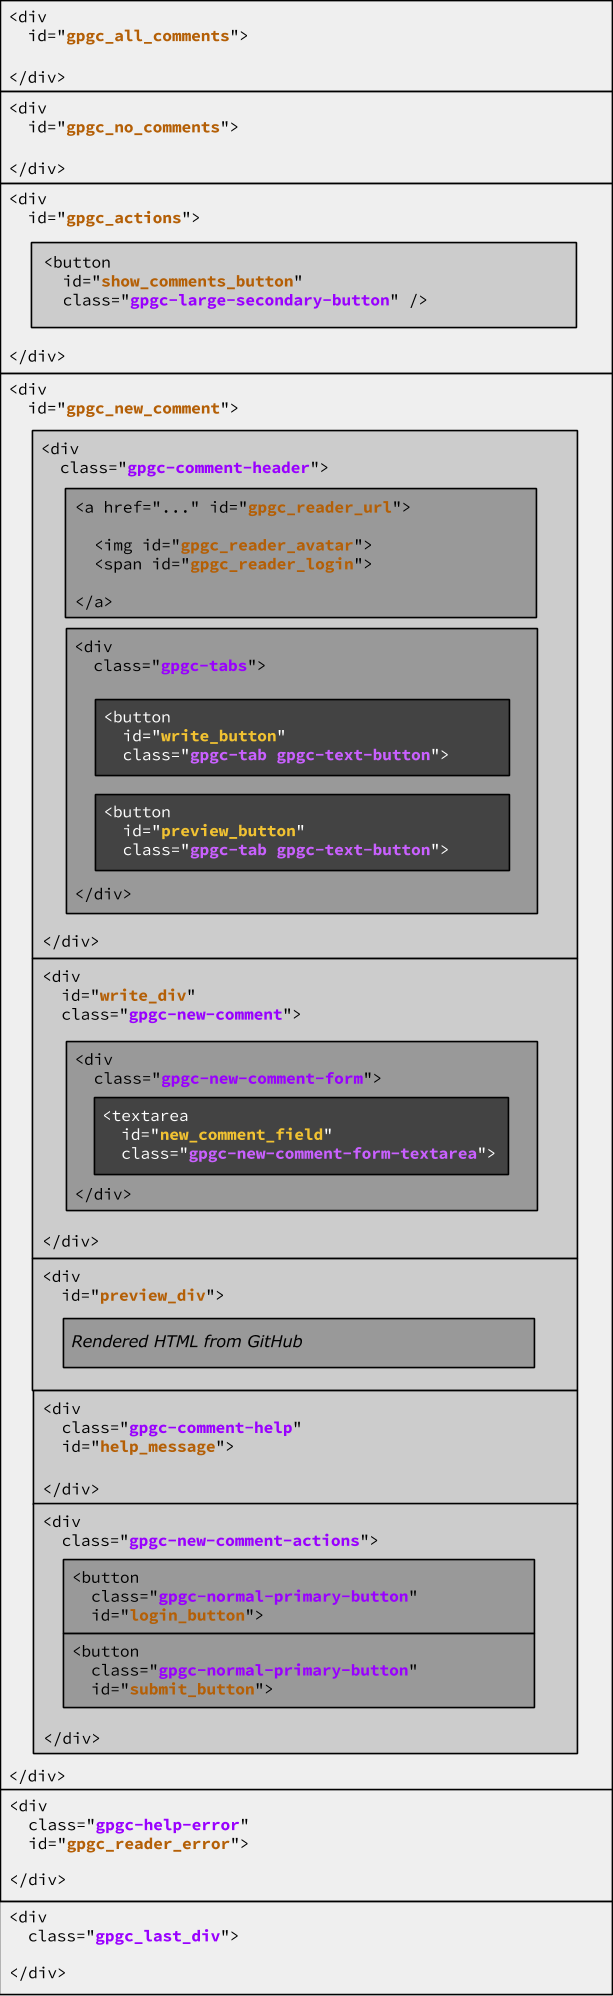 <div
id="gpgc_all_comments">
</div>
<div
id="gpgc_no_comments">
</div>
<div
id="gpgc_actions">
<button
id="show_comments_button"
class="gpgc-large-secondary-button" />
</div>
<div
id="gpgc_new_comment">
<div
class="gpgc-comment-header">
<a href="..." id="gpgc_reader_url">
<img id="gpgc_reader_avatar">
<span id="gpgc_reader_login">
</a>
<div
class="gpgc-tabs">
<button
id="write_button"
class="gpgc-tab gpgc-text-button">
<button
id="preview_button"
class="gpgc-tab gpgc-text-button">
</div>
</div>
<div
id="write_div"
class="gpgc-new-comment">
<div
class="gpgc-new-comment-form">
<textarea
id="new_comment_field"
class="gpgc-new-comment-form-textarea">
</div>
</div>
<div
id="preview_div">
Rendered HTML from GitHub
<div
class="gpgc-comment-help"
id="help_message">
</div>
<div
class="gpgc-new-comment-actions">
<button
class="gpgc-normal-primary-button"
id="login_button">
<button
class="gpgc-normal-primary-button"
id="submit_button">
</div>
</div>
<div
class="gpgc-help-error"
id="gpgc_reader_error">
</div>
<div
class="gpgc_last_div">
</div>